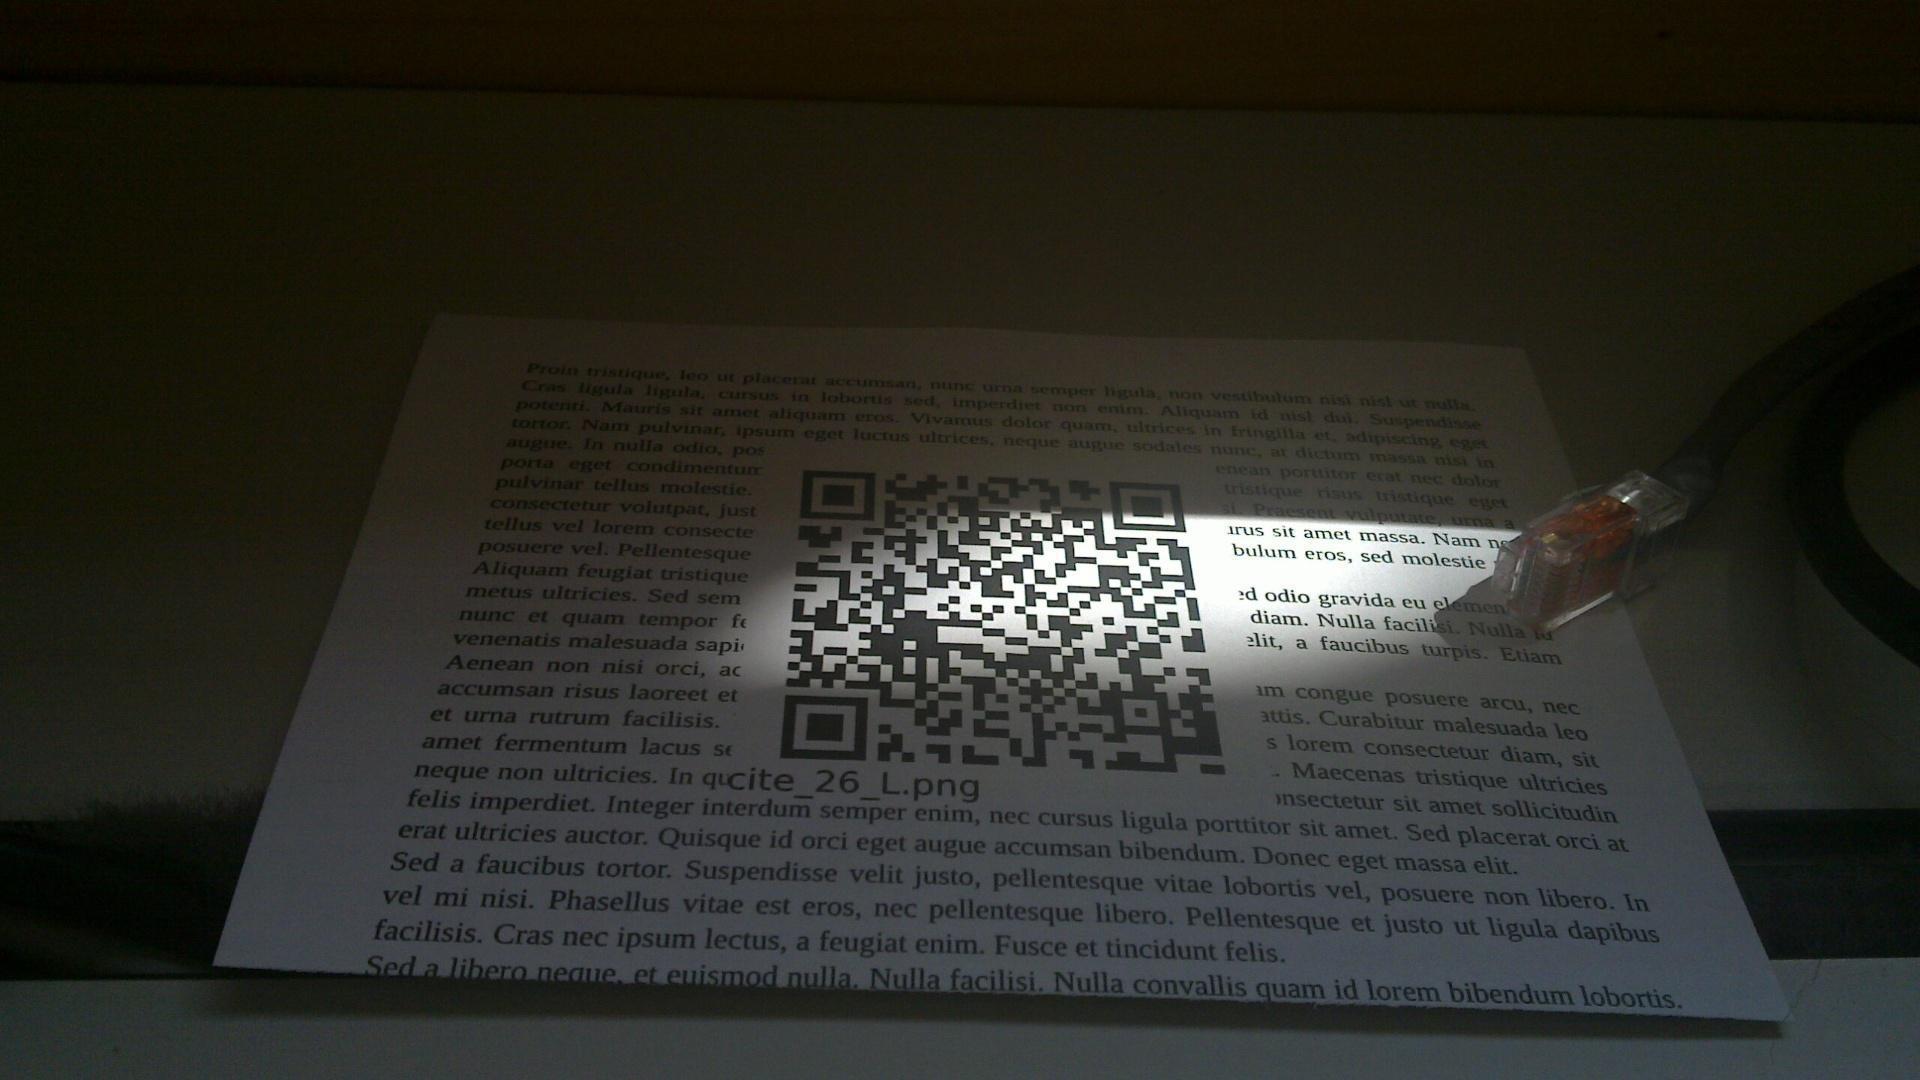 Proin tristique, leo ut placerat accumsan, nunc urna semper ligula, non vestibulum nisi nisl ut nulla.
Cras ligula ligula, cursus in lobortis sed, imperdiet non enim. Aliquam id nisl dui. Suspendisse
potenti. Mauris sit amet aliquam eros. Vivamus dolor quam, ultrices in fringilla et, adipiscing eget
tortor. Nam pulvinar, ipsum eget luctus ultrices, neque augue sodales nunc, at dictum massa nisi in
augue. In nulla odio, pos enean porttitor erat nec dolor
porta eget condimentum tristique risus tristique eget
pulvinar tellus molestie. si. Praesent vulputate, urna a
consectetur volutpat, just irus sit amet massa. Nam ne
tellus vel lorem consecte bulum eros, sed molestie
posuere vel. Pellentesque
Aliquam feugiat tristique ed odio gravida eu elemen
metus ultricies. Sed sem diam. Nulla facilisi. Nulla id
nunc et quam tempor fe elit, a faucibus turpis. Etiam
venenatis malesuada sapi
Aenean non nisi orci, ac am congue posuere arcu, nec
accumsan risus laoreet et attis. Curabitur malesuada leo
et urna rutrum facilisis. s lorem consectetur diam, sit
amet fermentum lacus se . Maecenas tristique ultricies
neque non ultricies. In qu cite_26_L.png onsectetur sit amet sollicitudin
felis imperdiet. Integer interdum semper enim, nec cursus ligula porttitor sit amet. Sed placerat orci at
erat ultricies auctor. Quisque id orci eget augue accumsan bibendum. Donec eget massa elit.
Sed a faucibus tortor. Suspendisse velit justo, pellentesque vitae lobortis vel, posuere non libero. In
vel mi nisi. Phasellus vitae est eros, nec pellentesque libero. Pellentesque et justo ut ligula dapibus
facilisis. Cras nec ipsum lectus, a feugiat enim. Fusce et tincidunt felis.
Sed a libero neque, et euismod nulla. Nulla facilisi. Nulla convallis quam id lorem bibendum lobortis.